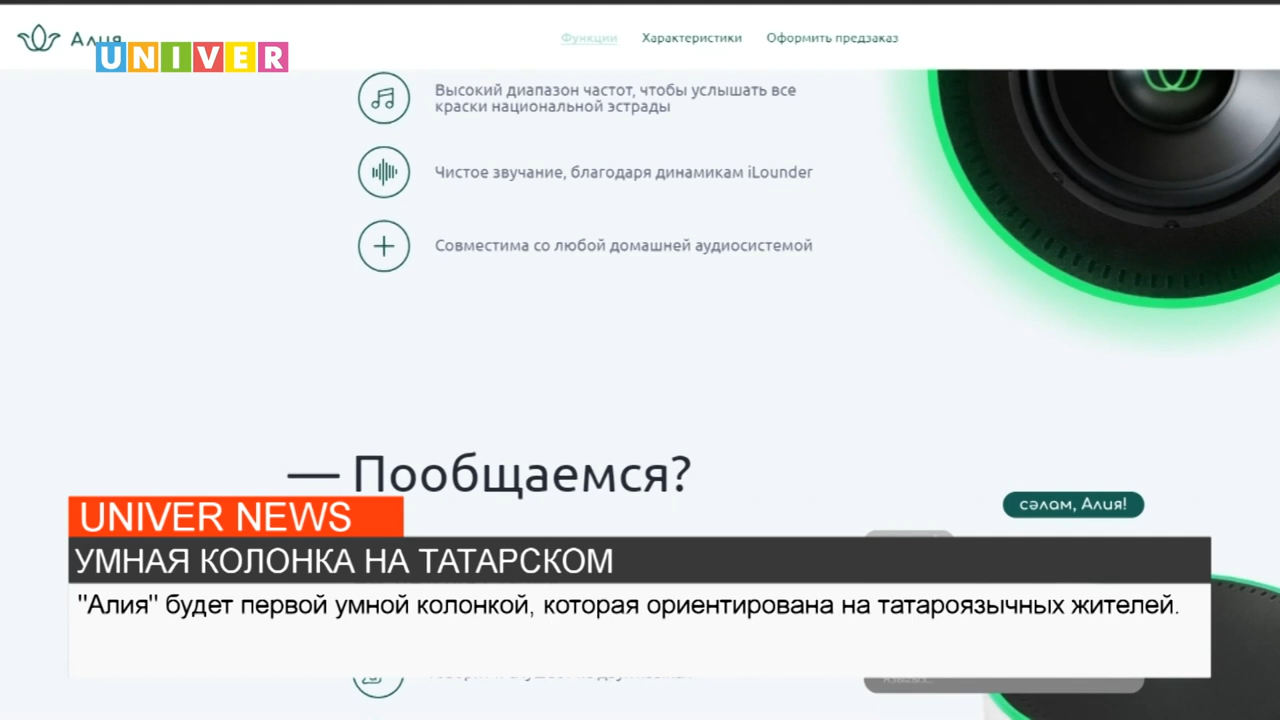 Алия
UNIVER
Функции Характеристики Оформить предзаказ
Высокий диапазон частот, чтобы услышать все
краски национальной эстрады
Чистое звучание, благодаря динамикам iLounder
Совместима со любой домашней аудиосистемой
— Пообщаемся?
сәлам, Алия!
UNIVER NEWS
УМНАЯ КОЛОНКА НА ТАТАРСКОМ
"Алия" будет первой умной колонкой, которая ориентирована на татароязычных жителей.